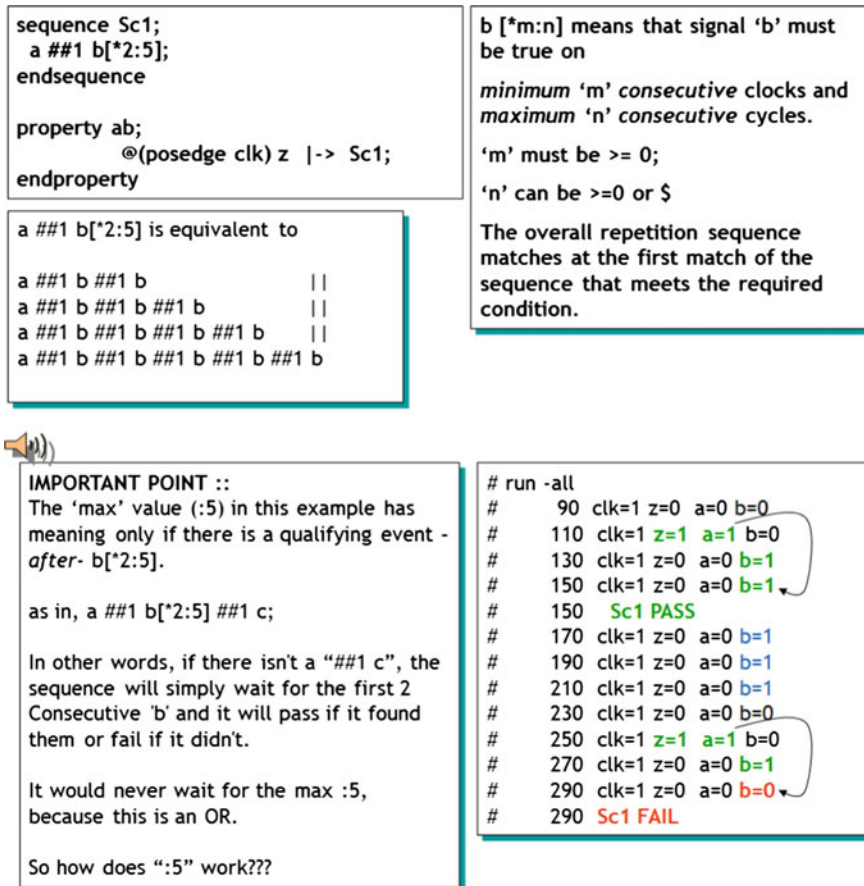 sequence Sc1;
a ##1 b[*2:5];
endsequence
property ab;
@(posedge clk) z |-> Sc1;
endproperty
b [*m:n] means that signal ‘b’ must
be true on
minimum ‘m’ consecutive clocks and
maximum ‘n’ consecutive cycles.
‘m’ must be >= 0;
‘n’ can be >=0 or $
The overall repetition sequence
matches at the first match of the
sequence that meets the required
condition.
a ##1 b[*2:5] is equivalent to
a ##1 b ##1 b ||
a ##1 b ##1 b ##1 b ||
a ##1 b ##1 b ##1 b ##1 b ||
a ##1 b ##1 b ##1 b ##1 b ##1 b
IMPORTANT POINT ::
The ‘max’ value (:5) in this example has
meaning only if there is a qualifying event -
after- b[*2:5].
as in, a ##1 b[*2:5] ##1 c;
In other words, if there isn't a “##1 c”, the
sequence will simply wait for the first 2
Consecutive 'b' and it will pass if it found
them or fail if it didn't.
It would never wait for the max :5,
because this is an OR.
So how does “:5” work???
# run -all
# 90 clk=1 z=0 a=0 b=0
# 110 clk=1 z=1 a=1 b=0
# 130 clk=1 z=0 a=0 b=1
# 150 clk=1 z=0 a=0 b=1
# 150 Sc1 PASS
# 170 clk=1 z=0 a=0 b=1
# 190 clk=1 z=0 a=0 b=1
# 210 clk=1 z=0 a=0 b=1
# 230 clk=1 z=0 a=0 b=0
# 250 clk=1 z=1 a=1 b=0
# 270 clk=1 z=0 a=0 b=1
# 290 clk=1 z=0 a=0 b=0
# 290 Sc1 FAIL